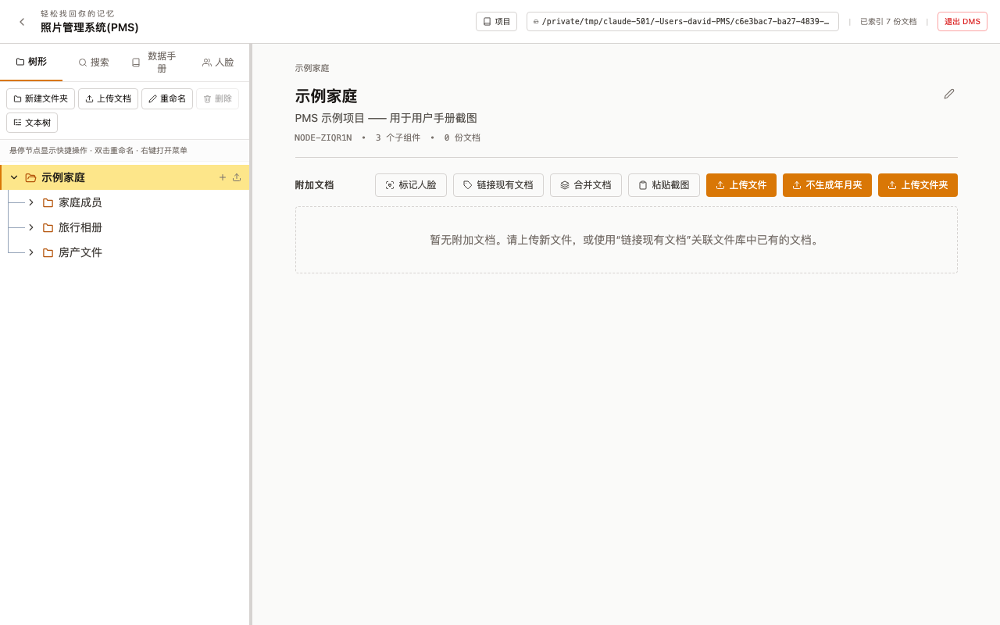 轻松找回你的记忆
照片管理系统(PMS)
项目
/private/tmp/claude-501/-Users-david-PMS/c6e3bac7-ba27-4839-…
|
已索引 7 份文档
|
退出 DMS
树形
搜索
数据手册
人脸
新建文件夹
上传文档
重命名
删除
文本树
悬停节点显示快捷操作 · 双击重命名 · 右键打开菜单
示例家庭
家庭成员
旅行相册
房产文件
示例家庭
示例家庭
PMS 示例项目 —— 用于用户手册截图
NODE-ZIQR1N • 3 个子组件 • 0 份文档
附加文档
标记人脸
链接现有文档
合并文档
粘贴截图
上传文件
不生成年月夹
上传文件夹
暂无附加文档。请上传新文件，或使用“链接现有文档”关联文件库中已有的文档。